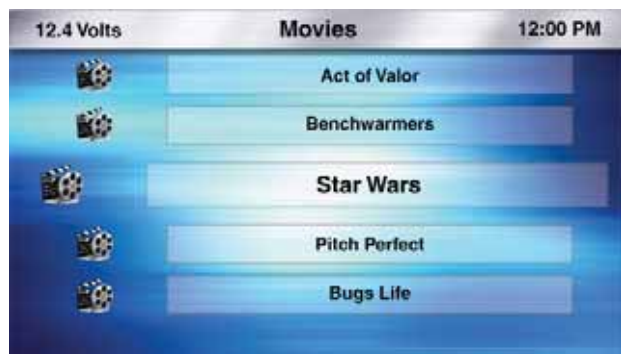 12.4 Volts Movies 12:00 PM
Act of Valor
Benchwarmers
Star Wars
Pitch Perfect
Bugs Life